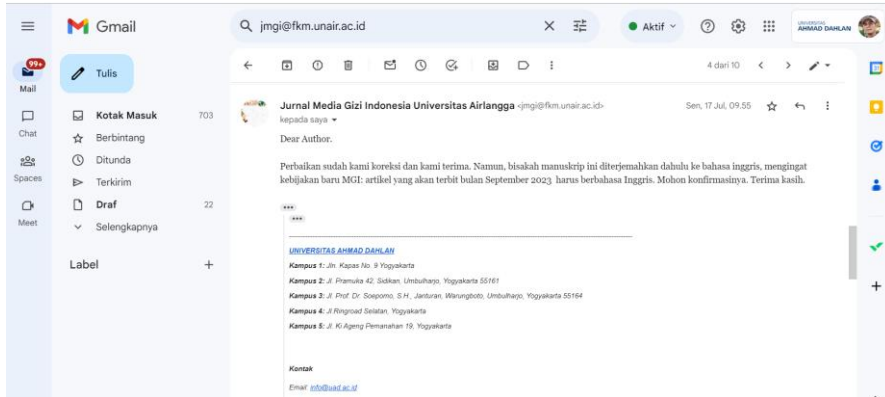 Gmail
jmgi@fkm.unair.ac.id
Aktif
UNIVERSITAS
AHMAD DAHLAN
99+
Mail
Chat
Spaces
Meet
Tulis
Kotak Masuk 703
Berbintang
Ditunda
Terkirim
Draf 22
Selengkapnya
Label
4 dari 10
Jurnal Media Gizi Indonesia Universitas Airlangga <jmgi@fkm.unair.ac.id> Sen, 17 Jul, 09.55
kepada saya
Dear Author.
Perbaikan sudah kami koreksi dan kami terima. Namun, bisakah manuskrip ini diterjemahkan dahulu ke bahasa inggris, mengingat
kebijakan baru MGI: artikel yang akan terbit bulan September 2023 harus berbahasa Inggris. Mohon konfirmasinya. Terima kasih.
UNIVERSITAS AHMAD DAHLAN
Kampus 1: Jln. Kapas No. 9 Yogyakarta
Kampus 2: Jl. Pramuka 42, Sidikan, Umbulharjo, Yogyakarta 55161
Kampus 3: Jl. Prof. Dr. Soepomo, S.H., Janturan, Warungboto, Umbulharjo, Yogyakarta 55164
Kampus 4: Jl.Ringroad Selatan, Yogyakarta
Kampus 5: Jl. Ki Ageng Pemanahan 19, Yogyakarta
Kontak
Email: info@uad.ac.id